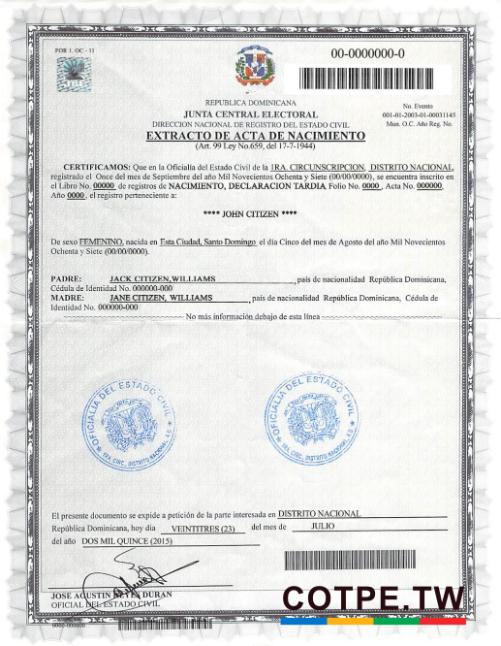 POR 1. OC - 11
00-0000000-0
REPUBLICA DOMINICANA
JUNTA CENTRAL ELECTORAL
DIRECCION NACIONAL DE REGISTRO DEL ESTADO CIVIL
EXTRACTO DE ACTA DE NACIMIENTO
(Art. 99 Ley No.659, del 17-7-1944)
No. Evento
001-01-2003-01-00031145
Mun. O.C. Año Reg. No.
CERTIFICAMOS: Que en la Oficialia del Estado Civil de la 1RA. CIRCUNSCRIPCION, DISTRITO NACIONAL
registrado el Once del mes de Septiembre del año Mil Novecientos Ochenta y Siete (00/00/0000), se encuentra inscrito en
el Libro No. 00000 de registros de NACIMIENTO, DECLARACION TARDIA Folio No. 0000, Acta No. 000000,
Año 0000, el registro perteneciente a:
**** JOHN CITIZEN ****
De sexo FEMENINO, nacida en Esta Ciudad, Santo Domingo el día Cinco del mes de Agosto del año Mil Novecientos
Ochenta y Siete (00/00/0000).
PADRE: JACK CITIZEN,WILLIAMS, país de nacionalidad República Dominicana,
Cédula de Identidad No. 000000-000
MADRE: JANE CITIZEN, WILLIAMS, país de nacionalidad República Dominicana, Cédula de
Identidad No. 000000-000
No más información debajo de esta línea
OFICIALIA DEL ESTADO CIVIL
1RA. CIRC. DISTRITO NACIONAL, R.D.
OFICIALIA DEL ESTADO CIVIL
1RA. CIRC. DISTRITO NACIONAL, R.D.
El presente documento se expide a petición de la parte interesada en DISTRITO NACIONAL
República Dominicana, hoy dia VEINTITRES (23) del mes de JULIO
del año DOS MIL QUINCE (2015)
JOSE AGUSTIN REYES DURAN
OFICIAL DEL ESTADO CIVIL
0000-000000
COTPE.TW